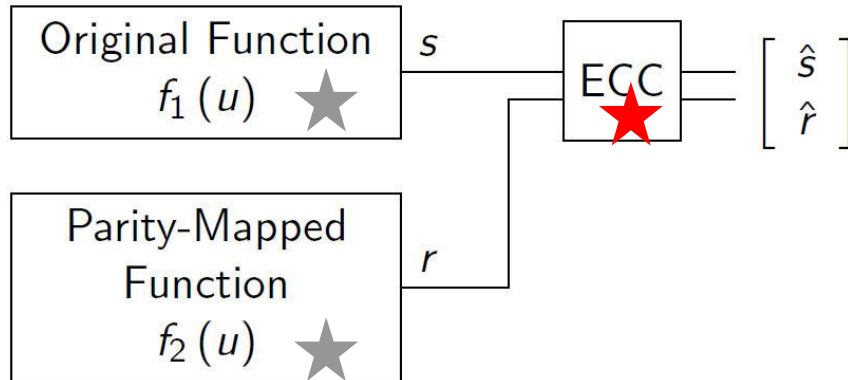 Original Function
f₁ (u)
s
ECC
ŝ
r̂
Parity-Mapped
Function
f₂ (u)
r